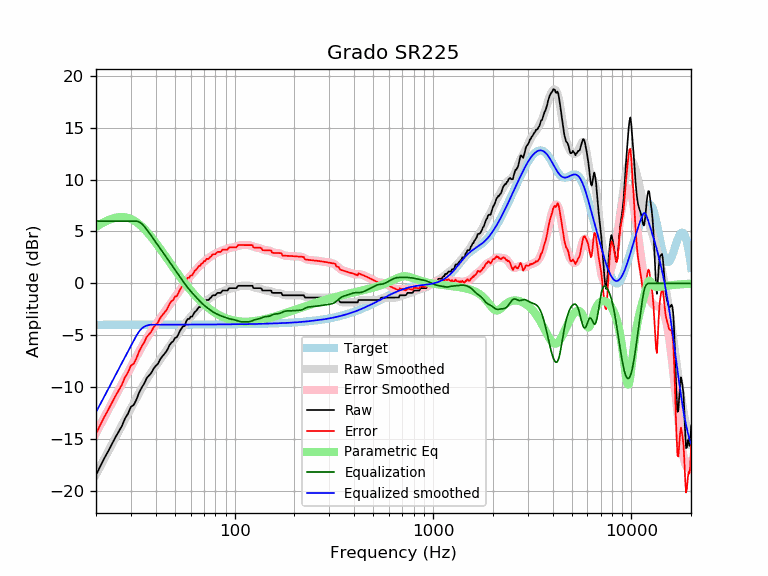 Grado SR225
Amplitude (dBr)
20
15
10
5
0
−5
−10
−15
−20
Target
Raw Smoothed
Error Smoothed
Raw
Error
Parametric Eq
Equalization
Equalized smoothed
100
1000
10000
Frequency (Hz)